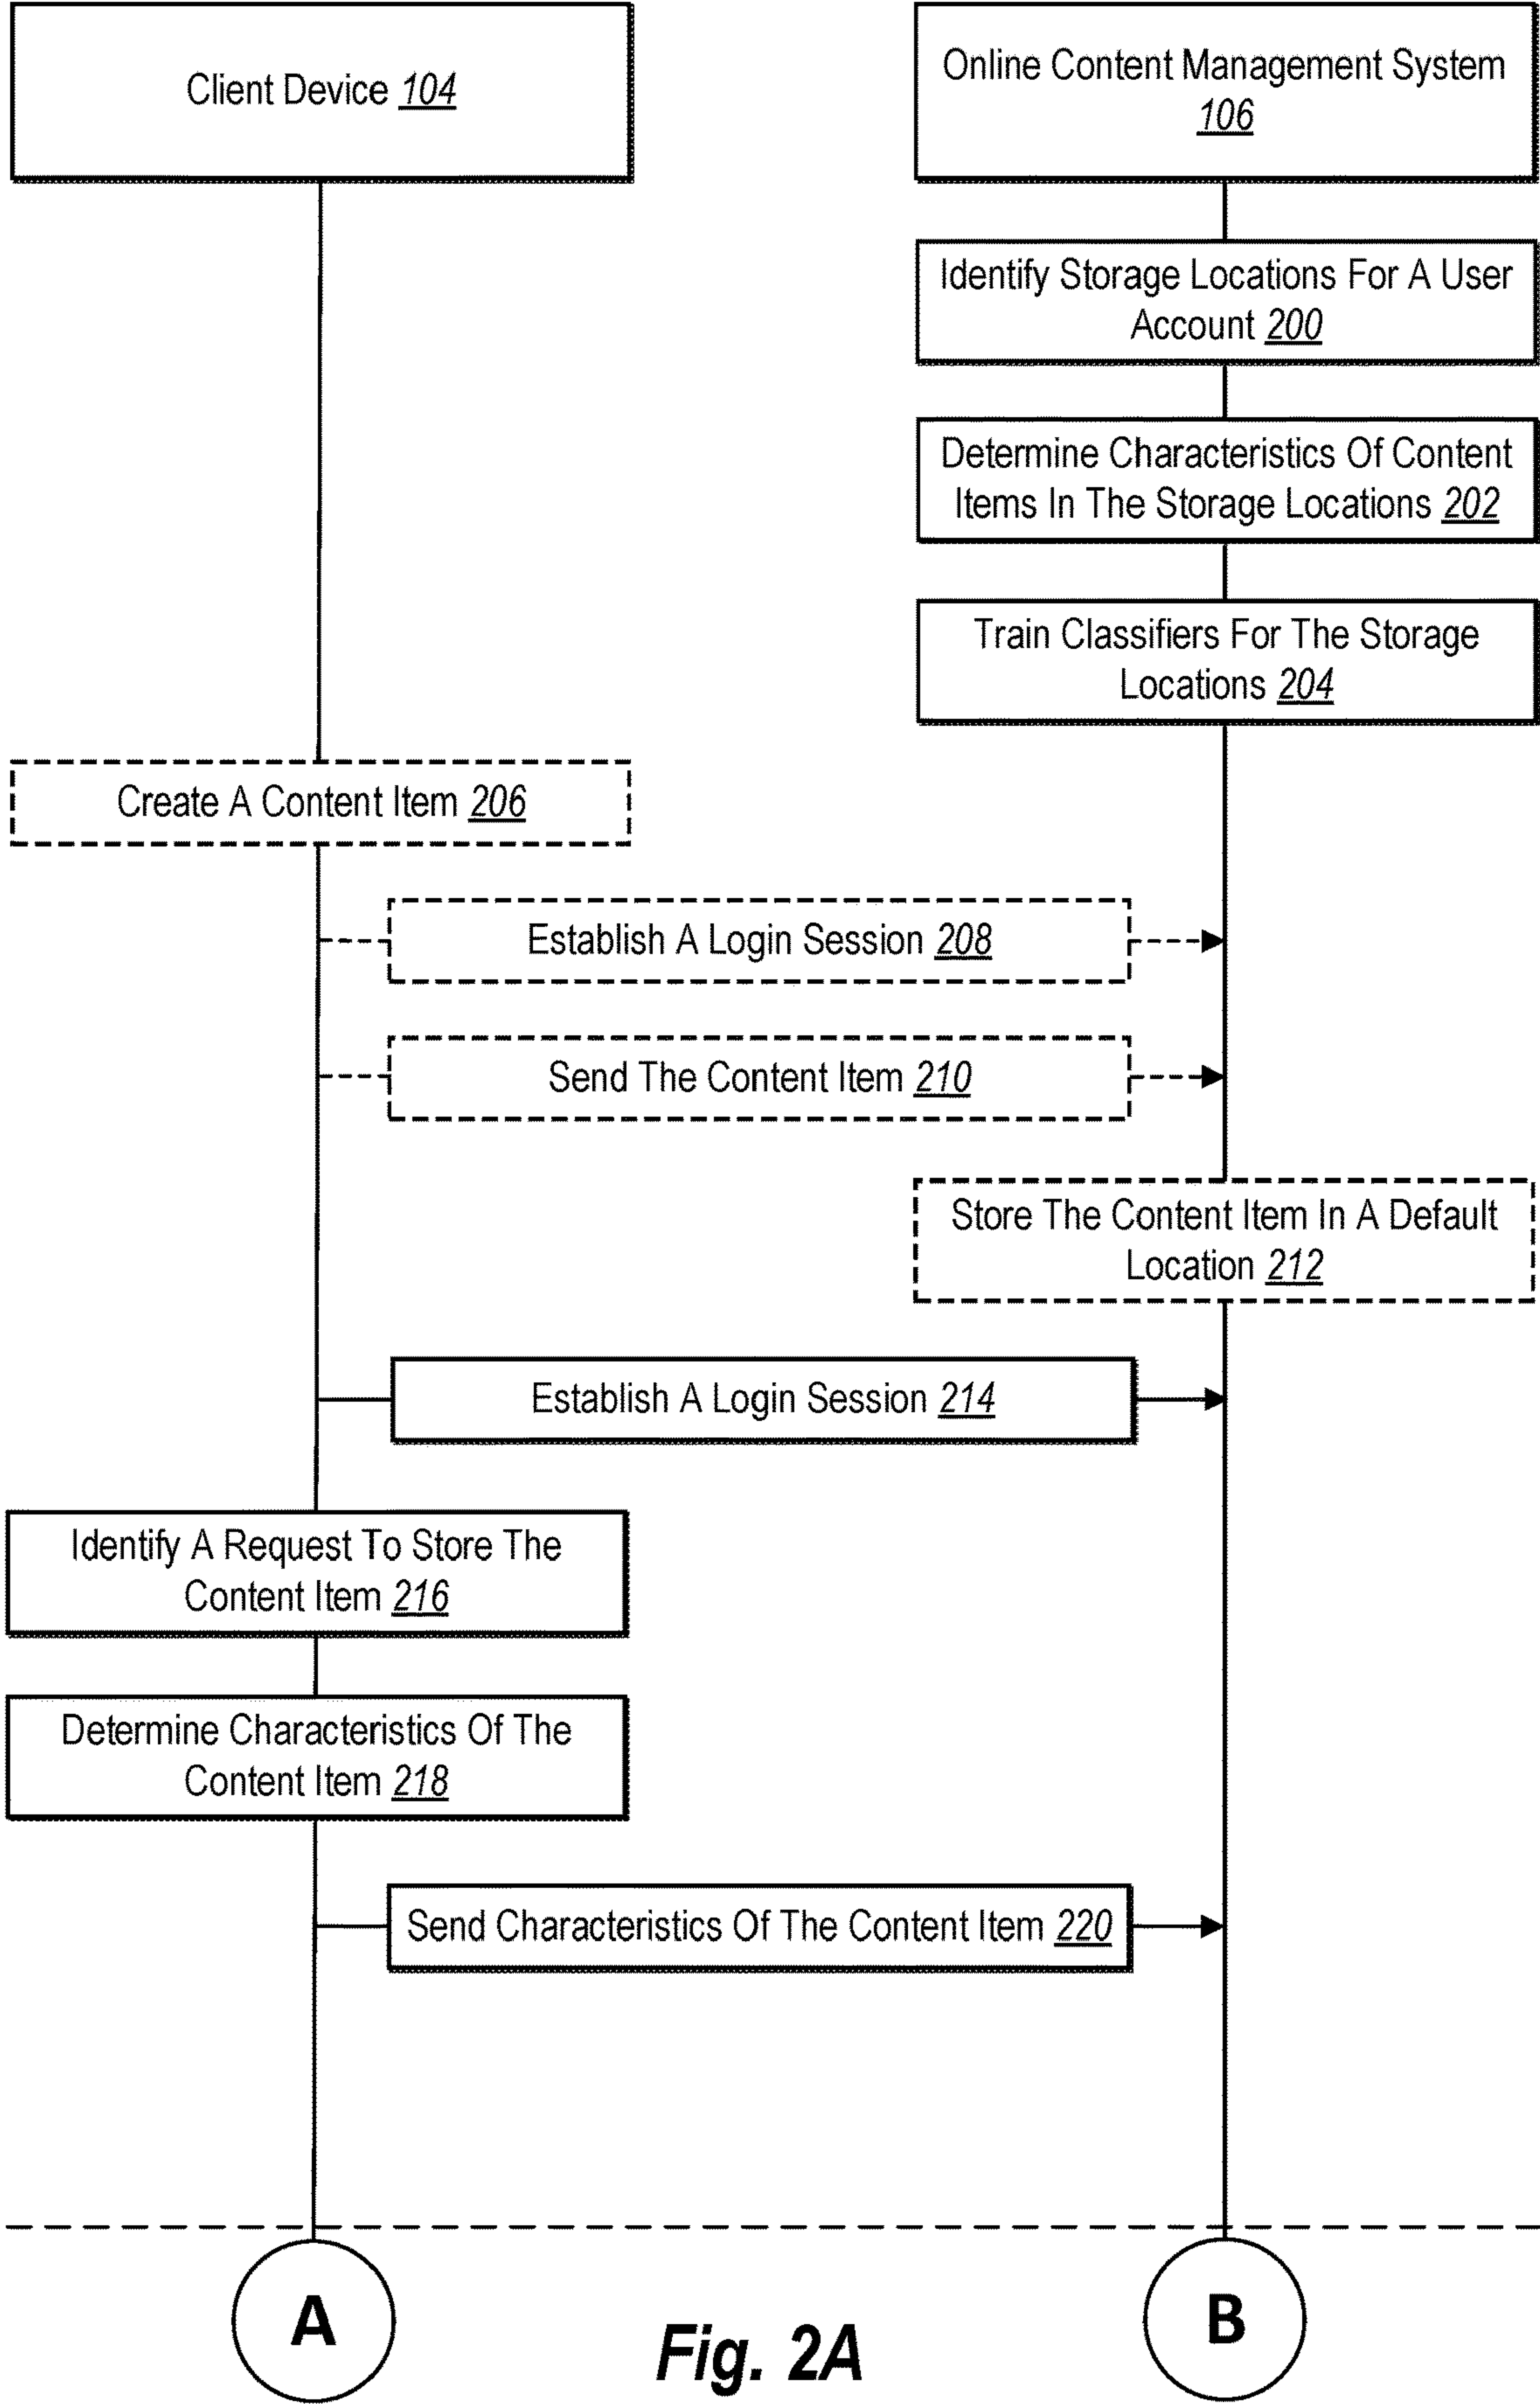 Client Device 104
Online Content Management System
106
Identify Storage Locations For A User
Account 200
Determine Characteristics Of Content
Items In The Storage Locations 202
Train Classifiers For The Storage
Locations 204
Create A Content Item 206
Establish A Login Session 208
Send The Content Item 210
Store The Content Item In A Default
Location 212
Establish A Login Session 214
Identify A Request To Store The
Content Item 216
Determine Characteristics Of The
Content Item 218
Send Characteristics Of The Content Item 220
A
B
Fig. 2A